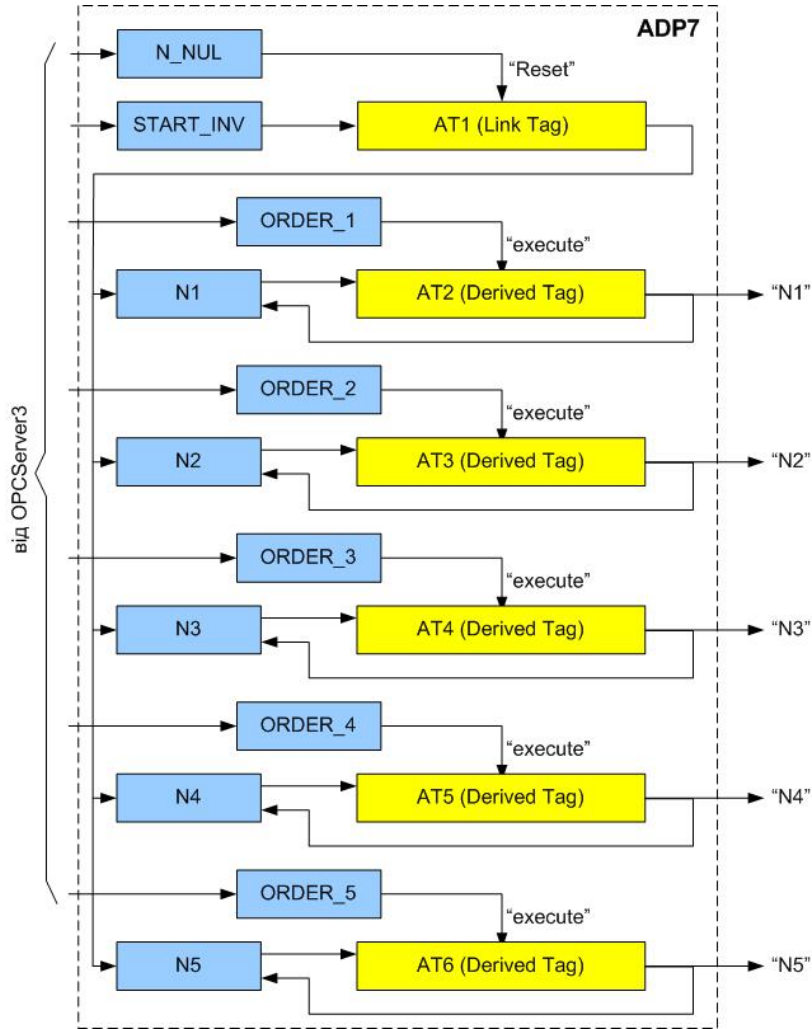 ADP7
N_NUL
“Reset”
START_INV
AT1 (Link Tag)
ORDER_1
“execute”
N1
AT2 (Derived Tag)
“N1”
ORDER_2
“execute”
N2
AT3 (Derived Tag)
“N2”
від OPCServer3
ORDER_3
“execute”
N3
AT4 (Derived Tag)
“N3”
ORDER_4
“execute”
N4
AT5 (Derived Tag)
“N4”
ORDER_5
“execute”
N5
AT6 (Derived Tag)
“N5”